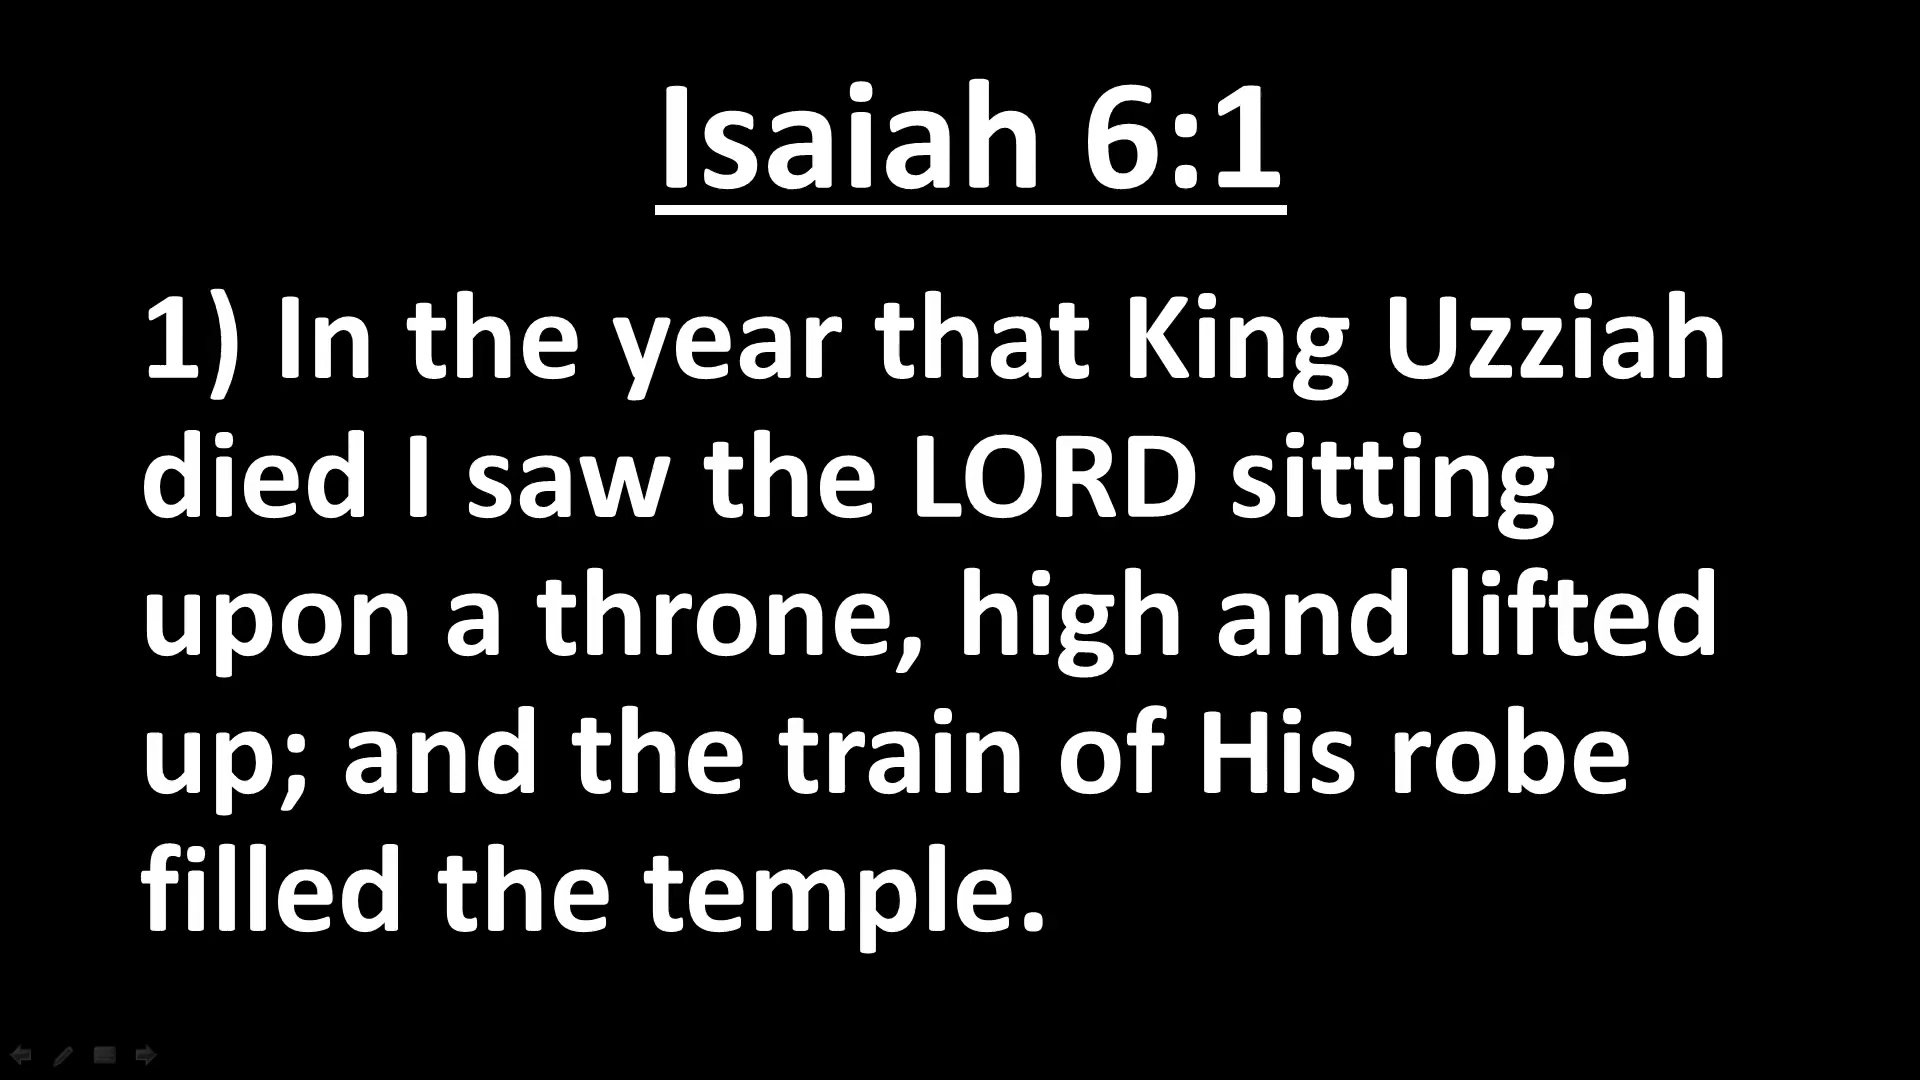 Isaiah 6:1
1) In the year that King Uzziah
died I saw the LORD sitting
upon a throne, high and lifted
up; and the train of His robe
filled the temple.